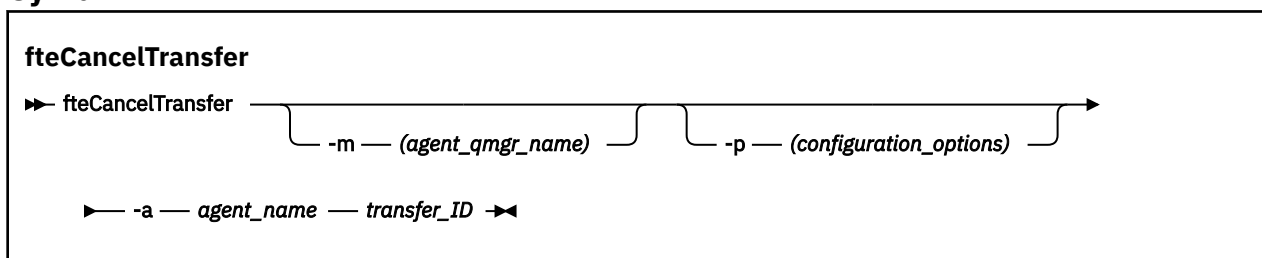 fteCancelTransfer
fteCancelTransfer
-m (agent_qmgr_name) -p (configuration_options)
-a agent_name transfer_ID